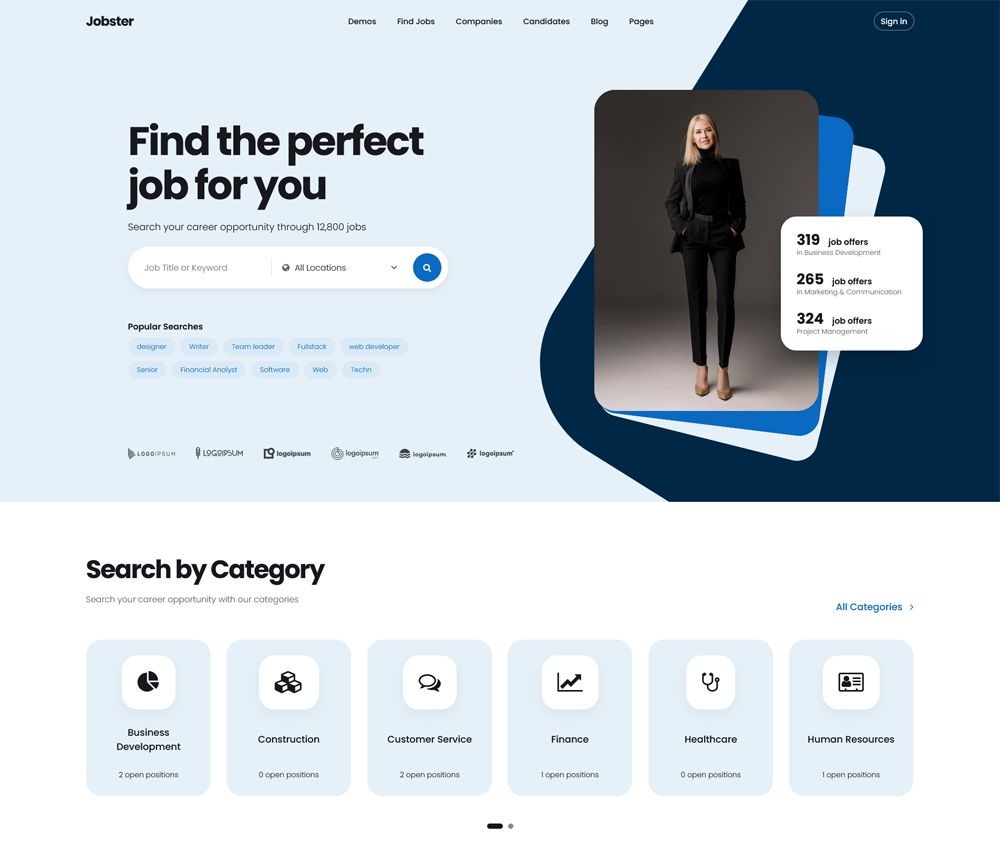 Jobster
Demos Find Jobs Companies Candidates Blog Pages
Sign in
Find the perfect
job for you
Search your career opportunity through 12,800 jobs
Job Title or Keyword All Locations
Popular Searches
designer Writer Team leader Fullstack web developer
Senior Financial Analyst Software Web Techn
LOGOIPSUM LOGOIPSUM logoipsum logoipsum logoipsum logoipsum
319 job offers
in Business Development
265 job offers
in Marketing & Communication
324 job offers
Project Management
Search by Category
Search your career opportunity with our categories
All Categories
Business
Development
2 open positions
Construction
0 open positions
Customer Service
2 open positions
Finance
1 open positions
Healthcare
0 open positions
Human Resources
1 open positions